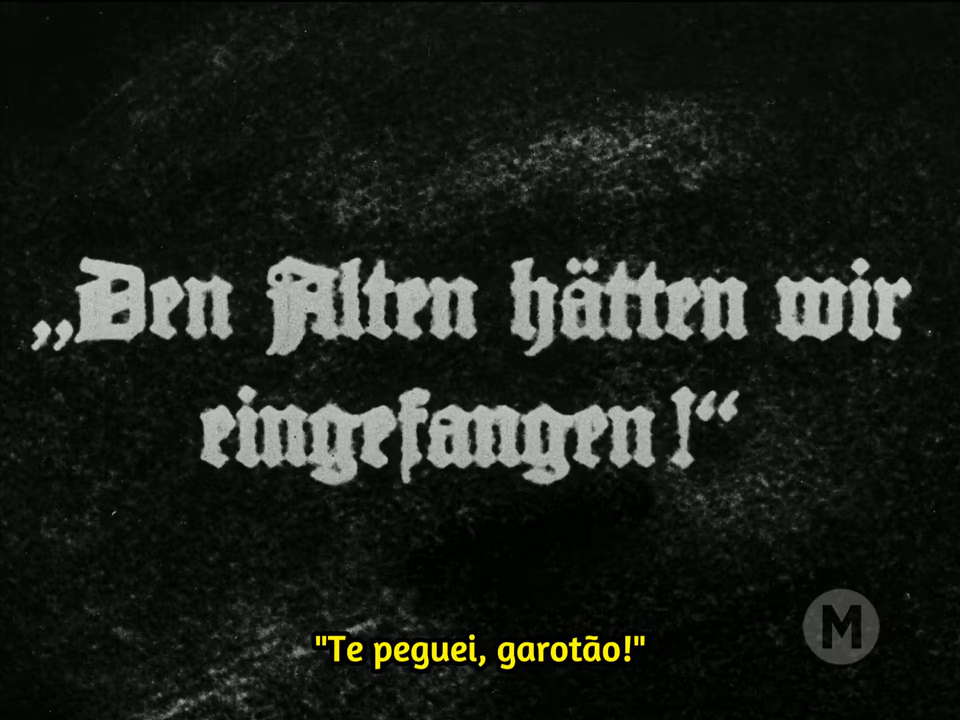 „Den Alten hätten wir
eingefangen!“
"Te peguei, garotão!"
M